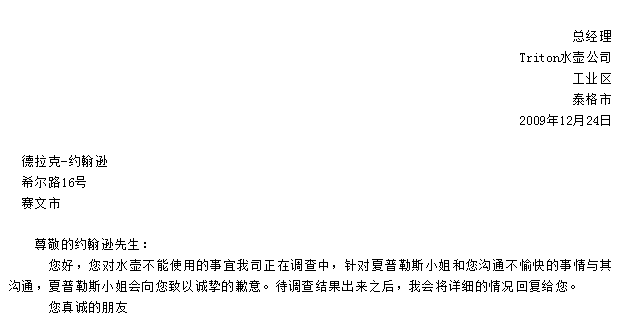 总经理
Triton水壶公司
工业区
泰格市
2009年12月24日
德拉克-约翰逊
希尔路16号
赛文市
尊敬的约翰逊先生：
您好，您对水壶不能使用的事宜我司正在调查中，针对夏普勒斯小姐和您沟通不愉快的事情与其
沟通，夏普勒斯小姐会向您致以诚挚的歉意。待调查结果出来之后，我会将详细的情况回复给您。
您真诚的朋友